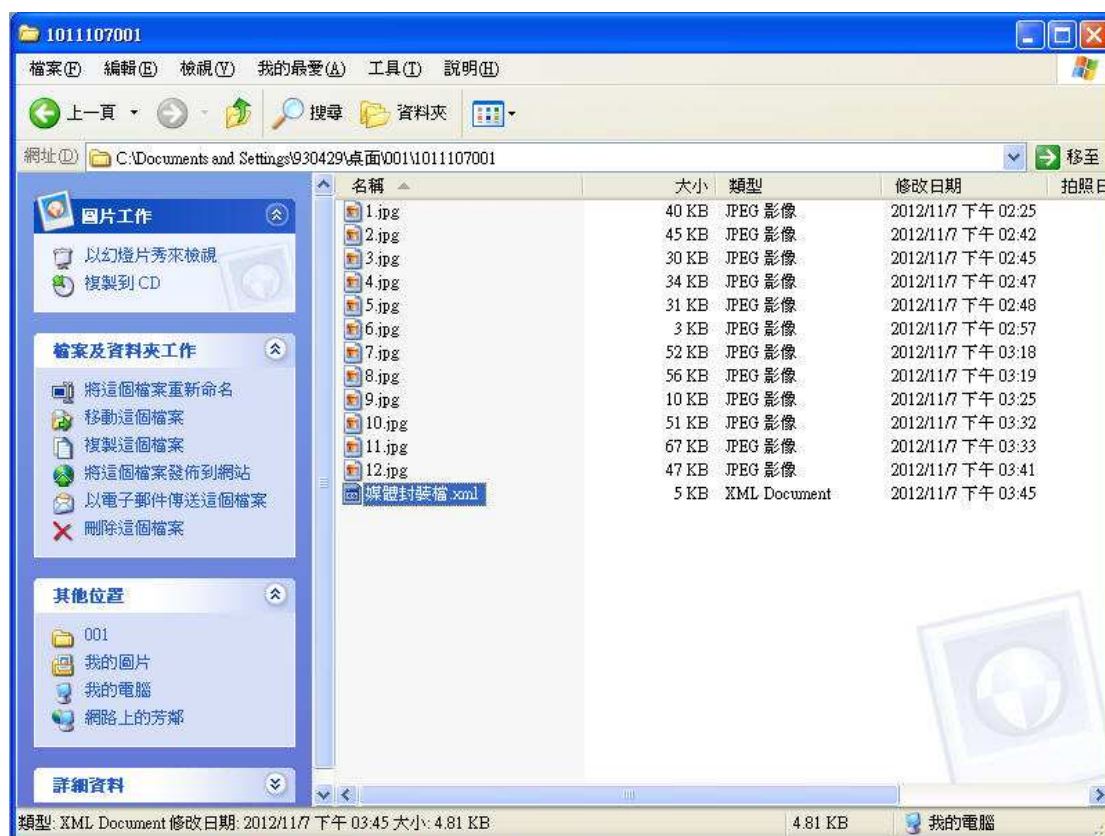 1011107001
檔案(F) 編輯(E) 檢視(V) 我的最愛(A) 工具(T) 說明(H)
上一頁 搜尋 資料夾
網址(D) C:\Documents and Settings\930429\桌面\001\1011107001 移至
圖片工作
以幻燈片秀來檢視
複製到 CD
檔案及資料夾工作
將這個檔案重新命名
移動這個檔案
複製這個檔案
將這個檔案發佈到網站
以電子郵件傳送這個檔案
刪除這個檔案
其他位置
001
我的圖片
我的電腦
網路上的芳鄰
詳細資料
名稱 大小 類型 修改日期 拍照日
1.jpg 40 KB JPEG 影像 2012/11/7 下午 02:25
2.jpg 45 KB JPEG 影像 2012/11/7 下午 02:42
3.jpg 30 KB JPEG 影像 2012/11/7 下午 02:45
4.jpg 34 KB JPEG 影像 2012/11/7 下午 02:47
5.jpg 31 KB JPEG 影像 2012/11/7 下午 02:48
6.jpg 3 KB JPEG 影像 2012/11/7 下午 02:57
7.jpg 52 KB JPEG 影像 2012/11/7 下午 03:18
8.jpg 56 KB JPEG 影像 2012/11/7 下午 03:19
9.jpg 10 KB JPEG 影像 2012/11/7 下午 03:25
10.jpg 51 KB JPEG 影像 2012/11/7 下午 03:32
11.jpg 67 KB JPEG 影像 2012/11/7 下午 03:33
12.jpg 47 KB JPEG 影像 2012/11/7 下午 03:41
媒體封裝檔.xml 5 KB XML Document 2012/11/7 下午 03:45
類型: XML Document 修改日期: 2012/11/7 下午 03:45 大小: 4.81 KB 4.81 KB 我的電腦